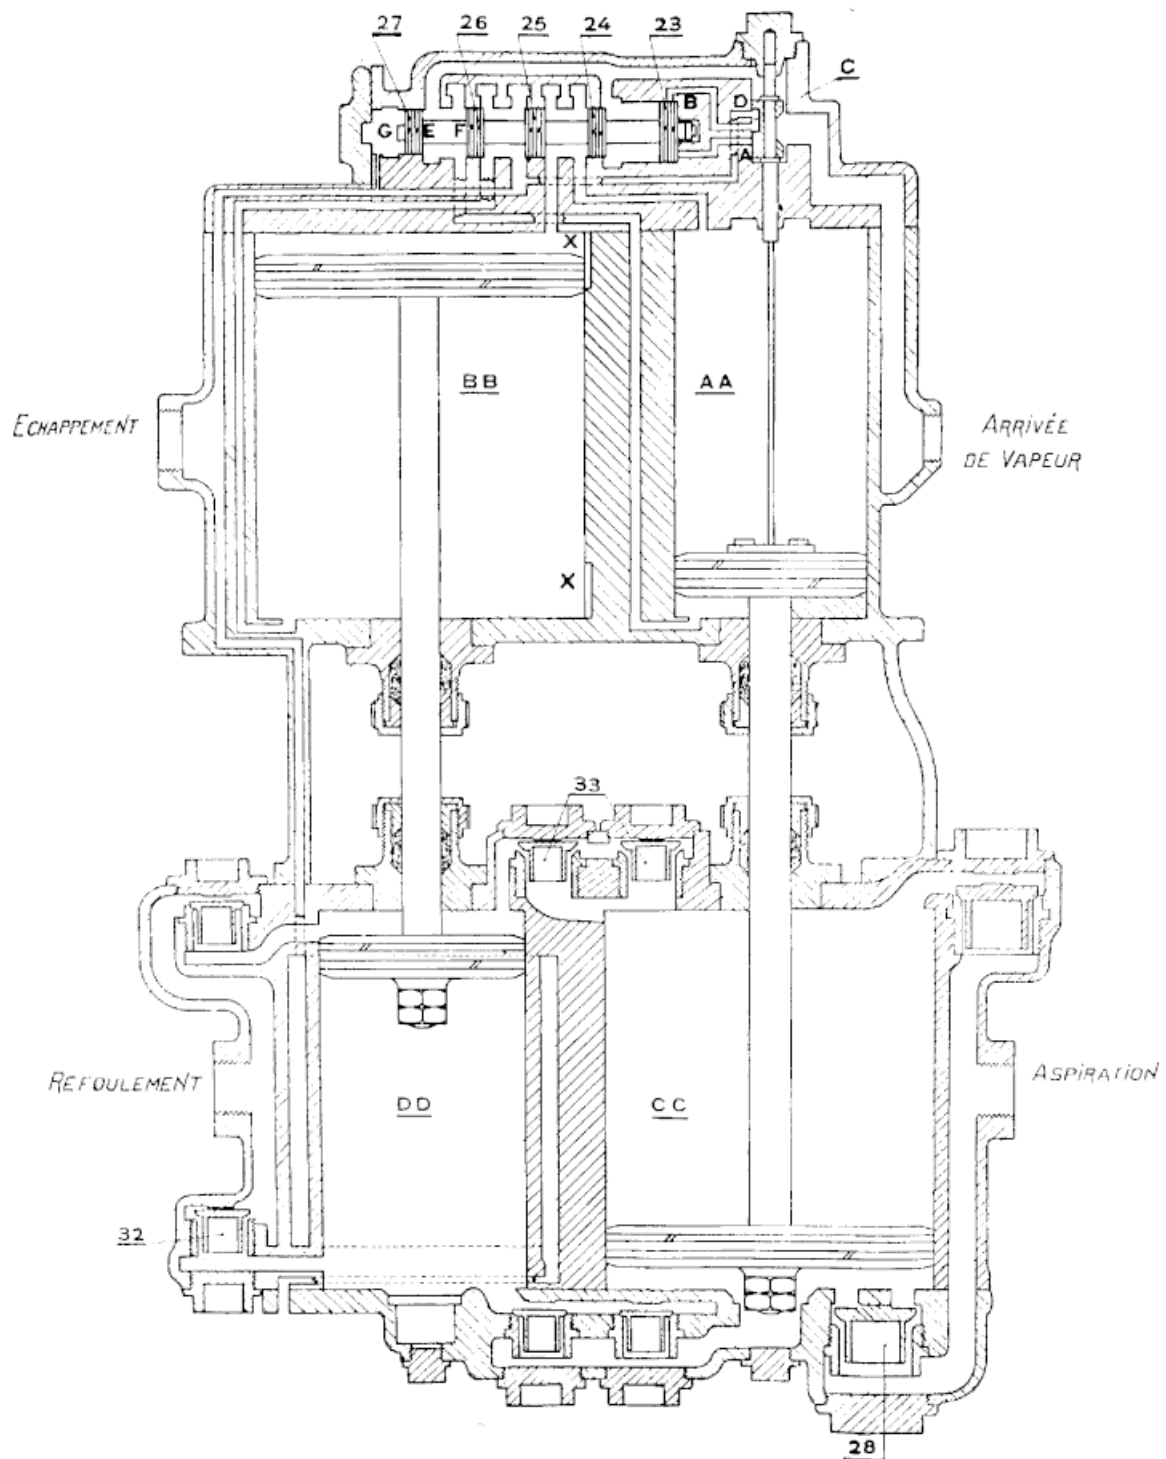 27 26 25 24 23
C
B D
G E F
A
X
BB AA
ECHAPPEMENT
ARRIVÉE
DE VAPEUR
X
33
REFOULEMENT
ASPIRATION
DD CC
32
28